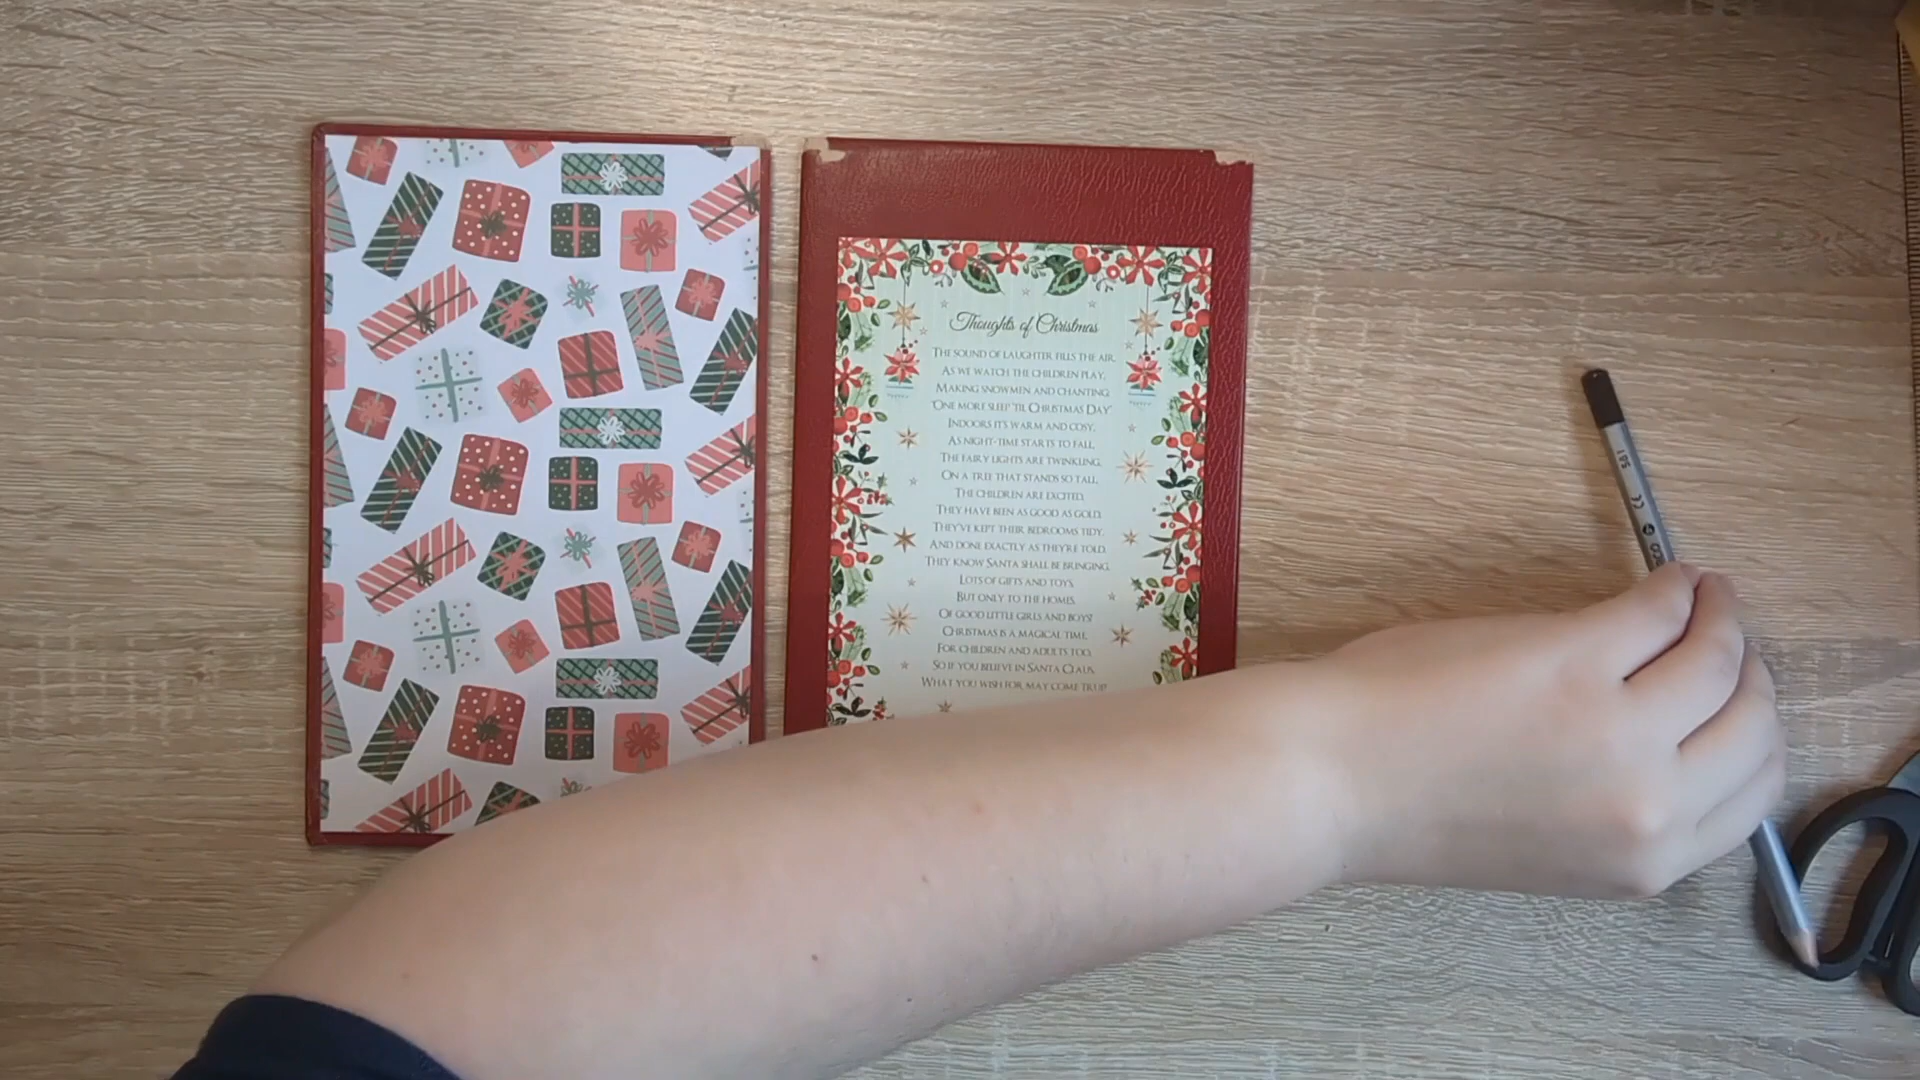 Thoughts of Christmas
THE SOUND OF LAUGHTER FILLS THE AIR,
AS WE WATCH THE CHILDREN PLAY,
MAKING SNOWMEN AND CHANTING
'ONE MORE SLEEP 'TIL CHRISTMAS DAY'
INDOORS IT'S WARM AND COSY,
AS NIGHT-TIME STARTS TO FALL,
THE FAIRY LIGHTS ARE TWINKLING,
ON A TREE THAT STANDS SO TALL,
THE CHILDREN ARE EXCITED,
THEY HAVE BEEN AS GOOD AS GOLD,
THEY'VE KEPT THEIR BEDROOMS TIDY,
AND DONE EXACTLY AS THEY'RE TOLD.
THEY KNOW SANTA SHALL BE BRINGING,
LOTS OF GIFTS AND TOYS,
BUT ONLY TO THE HOMES,
OF GOOD LITTLE GIRLS AND BOYS!
CHRISTMAS IS A MAGICAL TIME,
FOR CHILDREN AND ADULTS TOO,
SO IF YOU BELIEVE IN SANTA CLAUS,
WHAT YOU WISH FOR MAY COME TRUE